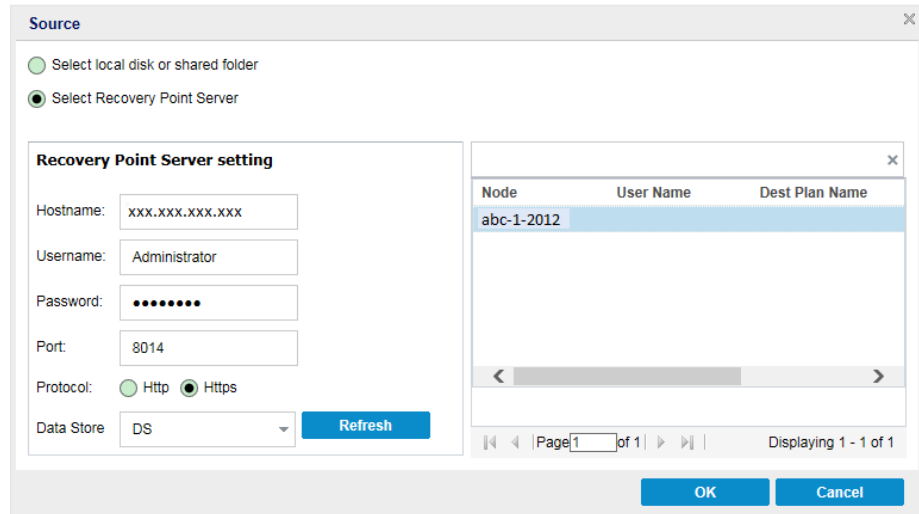 Source
Select local disk or shared folder
Select Recovery Point Server
Recovery Point Server setting
Hostname: xxx.xxx.xxx.xxx
Username: Administrator
Password: ••••••••
Port: 8014
Protocol: Http Https
Data Store DS Refresh
Node User Name Dest Plan Name
abc-1-2012
Page 1 of 1 Displaying 1 - 1 of 1
OK Cancel